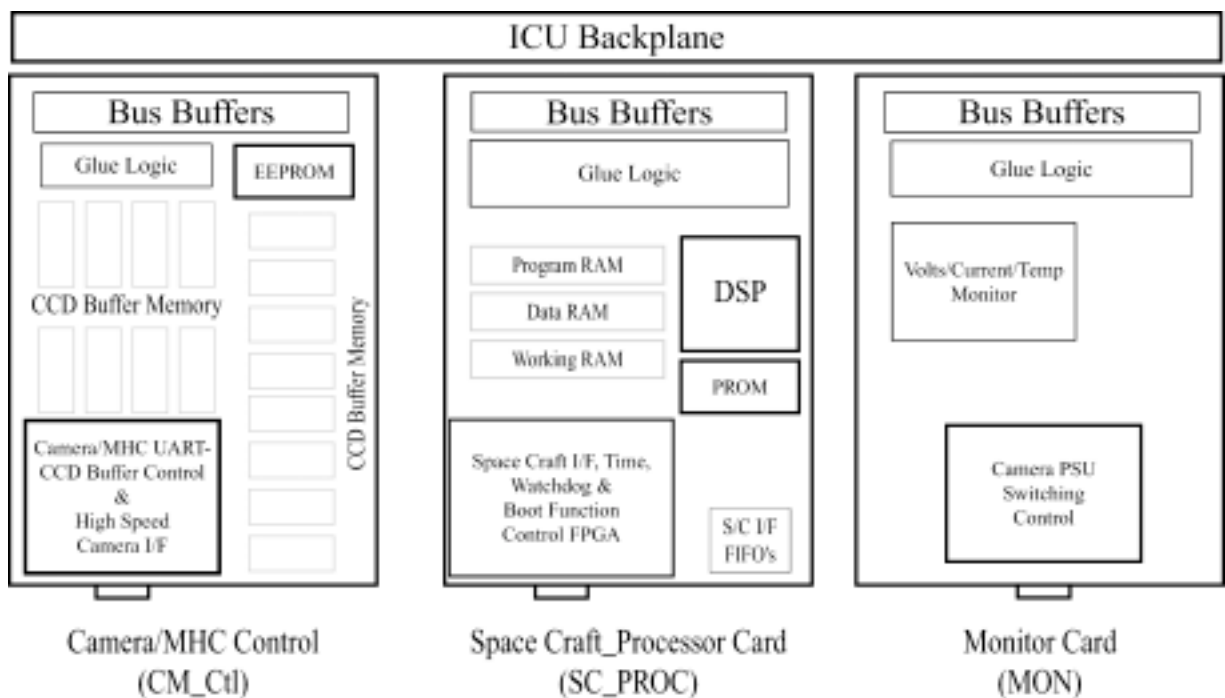 ICU Backplane
Bus Buffers
Glue Logic
EEPROM
CCD Buffer Memory
CCD Buffer Memory
Camera/MHC UART-
CCD Buffer Control
&
High Speed
Camera I/F
Camera/MHC Control
(CM_Ctl)
Bus Buffers
Glue Logic
Program RAM
Data RAM
Working RAM
DSP
PROM
Space Craft I/F, Time,
Watchdog &
Boot Function
Control FPGA
S/C I/F
FIFO's
Space Craft_Processor Card
(SC_PROC)
Bus Buffers
Glue Logic
Volts/Current/Temp
Monitor
Camera PSU
Switching
Control
Monitor Card
(MON)